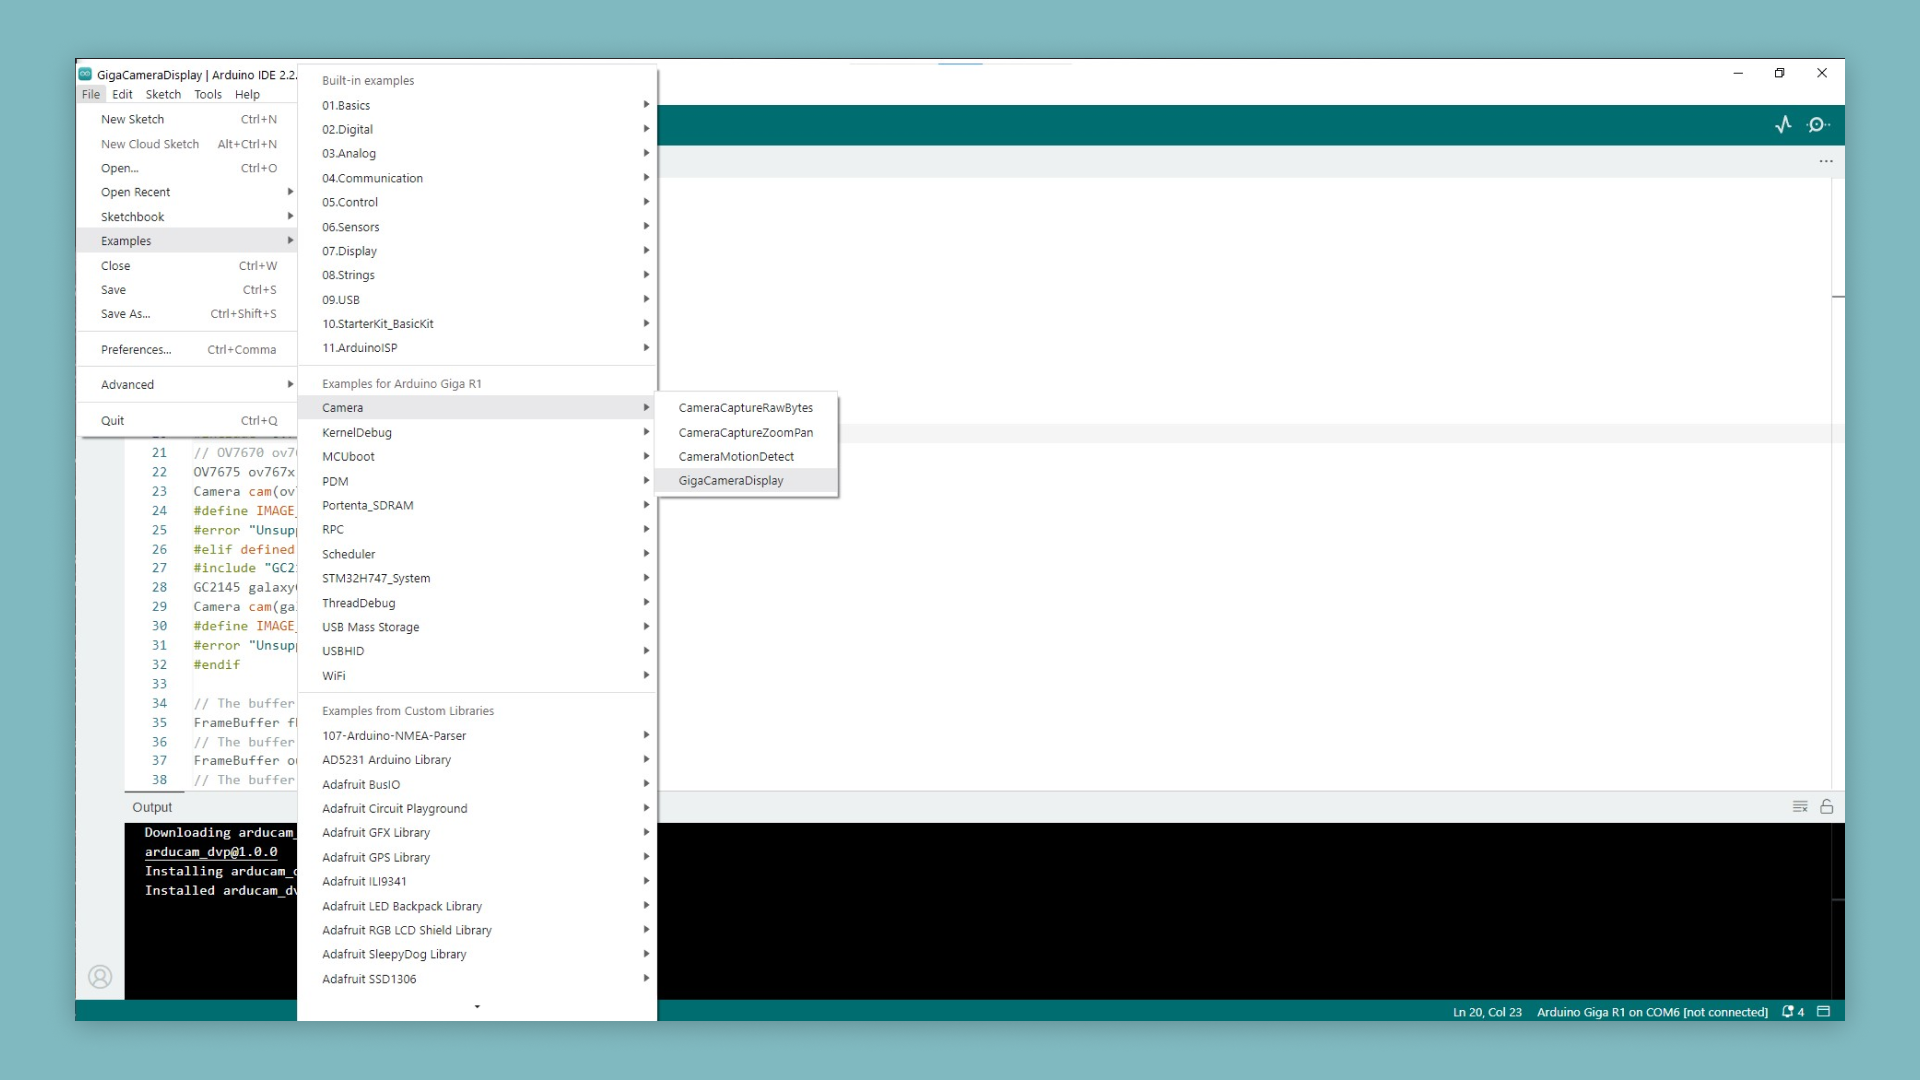 GigaCameraDisplay | Arduino IDE 2.2.
File Edit Sketch Tools Help
New Sketch Ctrl+N
New Cloud Sketch Alt+Ctrl+N
Open... Ctrl+O
Open Recent
Sketchbook
Examples
Close Ctrl+W
Save Ctrl+S
Save As... Ctrl+Shift+S
Preferences... Ctrl+Comma
Advanced
Quit Ctrl+Q
Built-in examples
01.Basics
02.Digital
03.Analog
04.Communication
05.Control
06.Sensors
07.Display
08.Strings
09.USB
10.StarterKit_BasicKit
11.ArduinoISP
Examples for Arduino Giga R1
Camera
KernelDebug
MCUboot
PDM
Portenta_SDRAM
RPC
Scheduler
STM32H747_System
ThreadDebug
USB Mass Storage
USBHID
WiFi
Examples from Custom Libraries
107-Arduino-NMEA-Parser
AD5231 Arduino Library
Adafruit BusIO
Adafruit Circuit Playground
Adafruit GFX Library
Adafruit GPS Library
Adafruit ILI9341
Adafruit LED Backpack Library
Adafruit RGB LCD Shield Library
Adafruit SleepyDog Library
Adafruit SSD1306
CameraCaptureRawBytes
CameraCaptureZoomPan
CameraMotionDetect
GigaCameraDisplay
21 // OV7670 ov76
22 OV7675 ov767x
23 Camera cam(ov
24 #define IMAGE_
25 #error "Unsup
26 #elif defined
27 #include "GC2
28 GC2145 galaxy
29 Camera cam(ga
30 #define IMAGE_
31 #error "Unsup
32 #endif
33
34 // The buffer
35 FrameBuffer f
36 // The buffer
37 FrameBuffer o
38 // The buffer
Output
Downloading arducam_
arducam_dvp@1.0.0
Installing arducam_
Installed arducam_dv
Ln 20, Col 23 Arduino Giga R1 on COM6 [not connected] 4